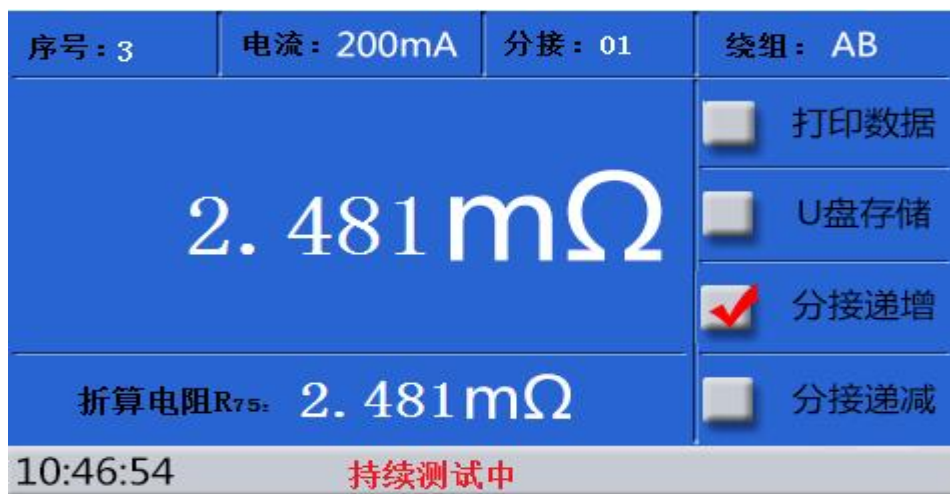 序号：3 电流：200mA 分接：01 绕组： AB
打印数据
2.481mΩ
U盘存储
分接递增
折算电阻R75： 2.481mΩ
分接递减
10:46:54 持续测试中